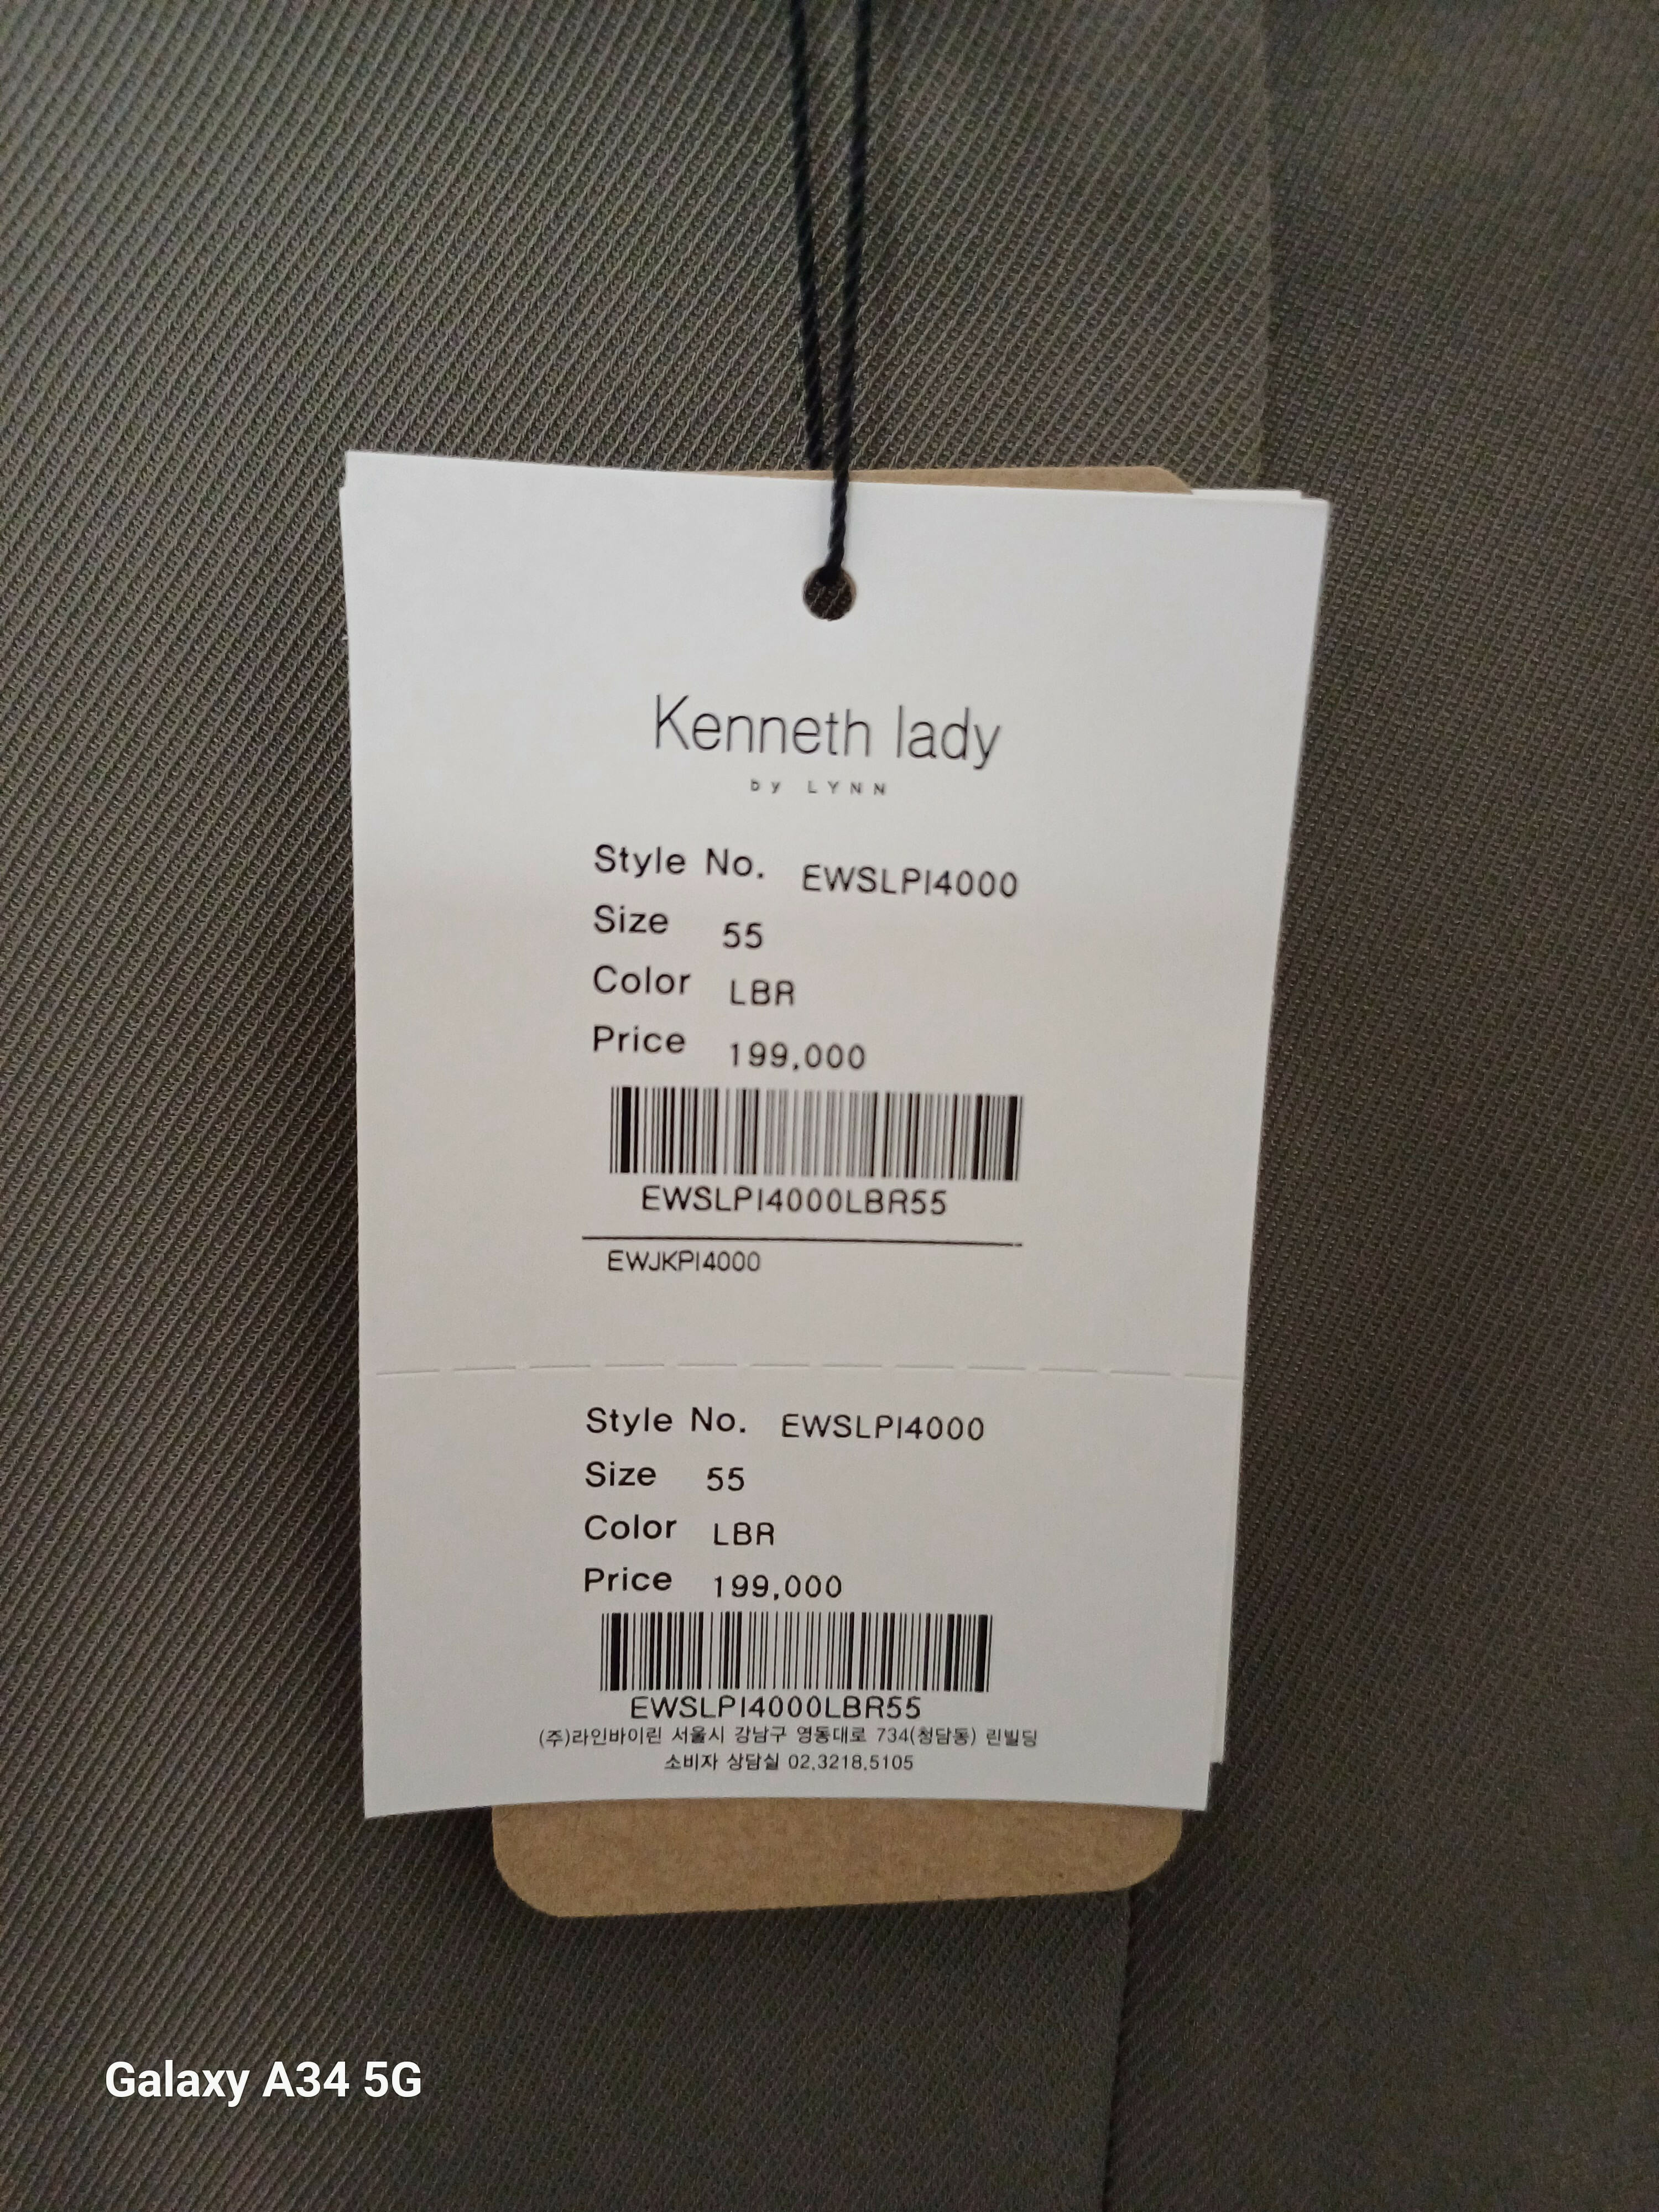 Kenneth lady
by LYNN
Style No. EWSLPI4000
Size 55
Color LBR
Price 199,000
EWSLPI4000LBR55
EWJKPI4000
Style No. EWSLPI4000
Size 55
Color LBR
Price 199,000
EWSLPI4000LBR55
(주)라인바이린 서울시 강남구 영동대로 734(청담동) 린빌딩
소비자 상담실 02.3218.5105
Galaxy A34 5G